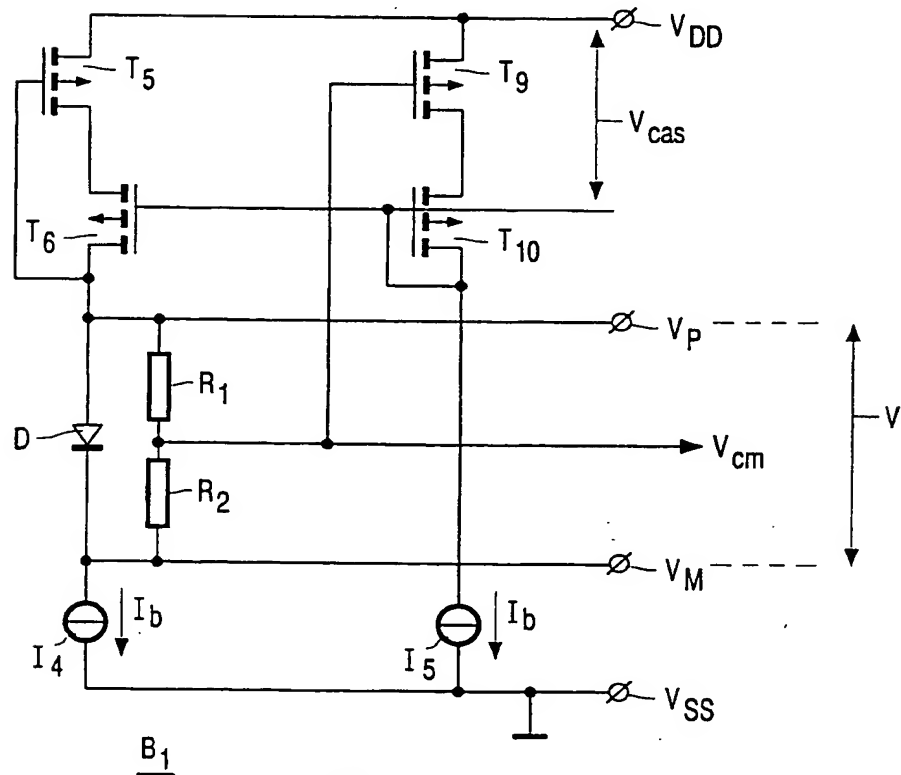 V_DD
T_5
T_9
V_cas
T_6
T_10
V_P
R_1
V
D
V_cm
R_2
V_M
I_b
I_b
I_4
I_5
V_SS
B_1